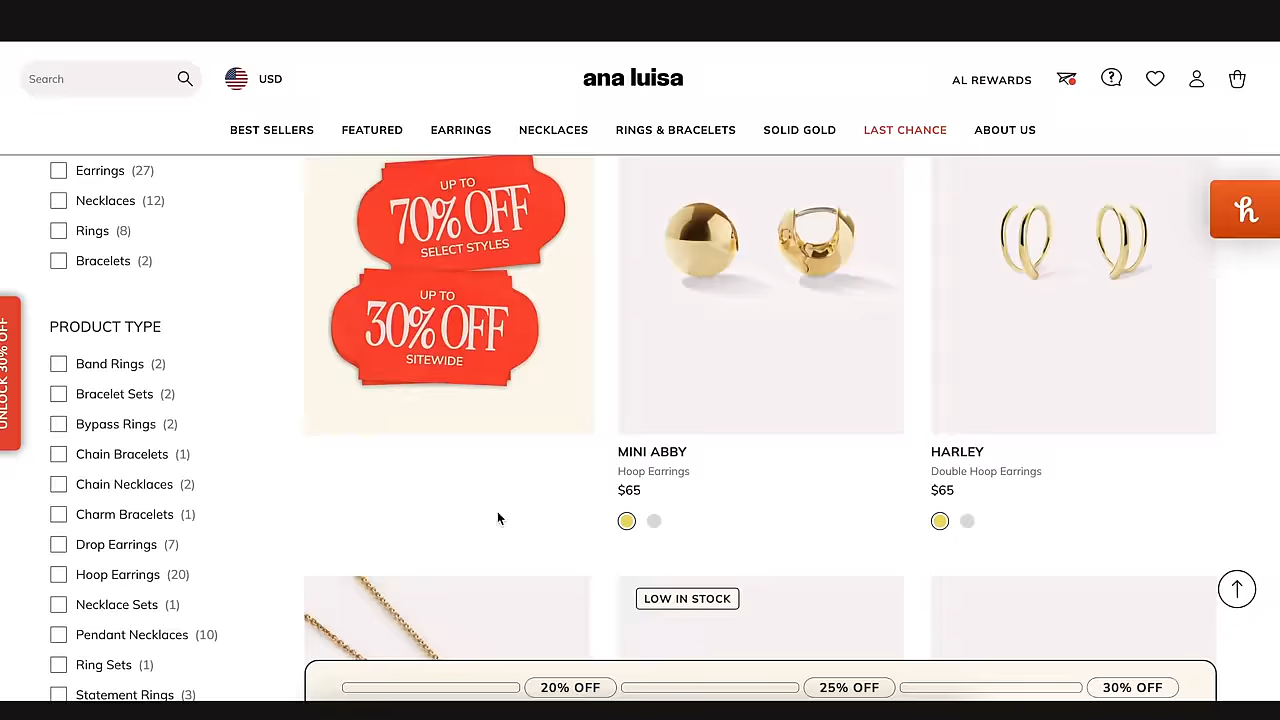 Search
USD
ana luisa
AL REWARDS
BEST SELLERS
FEATURED
EARRINGS
NECKLACES
RINGS & BRACELETS
SOLID GOLD
LAST CHANCE
ABOUT US
Earrings (27)
Necklaces (12)
Rings (8)
Bracelets (2)
PRODUCT TYPE
Band Rings (2)
Bracelet Sets (2)
Bypass Rings (2)
Chain Bracelets (1)
Chain Necklaces (2)
Charm Bracelets (1)
Drop Earrings (7)
Hoop Earrings (20)
Necklace Sets (1)
Pendant Necklaces (10)
Ring Sets (1)
Statement Rings (3)
UNLOCK 30% OFF
UP TO
70% OFF
SELECT STYLES
UP TO
30% OFF
SITEWIDE
MINI ABBY
Hoop Earrings
$65
HARLEY
Double Hoop Earrings
$65
h
LOW IN STOCK
20% OFF
25% OFF
30% OFF